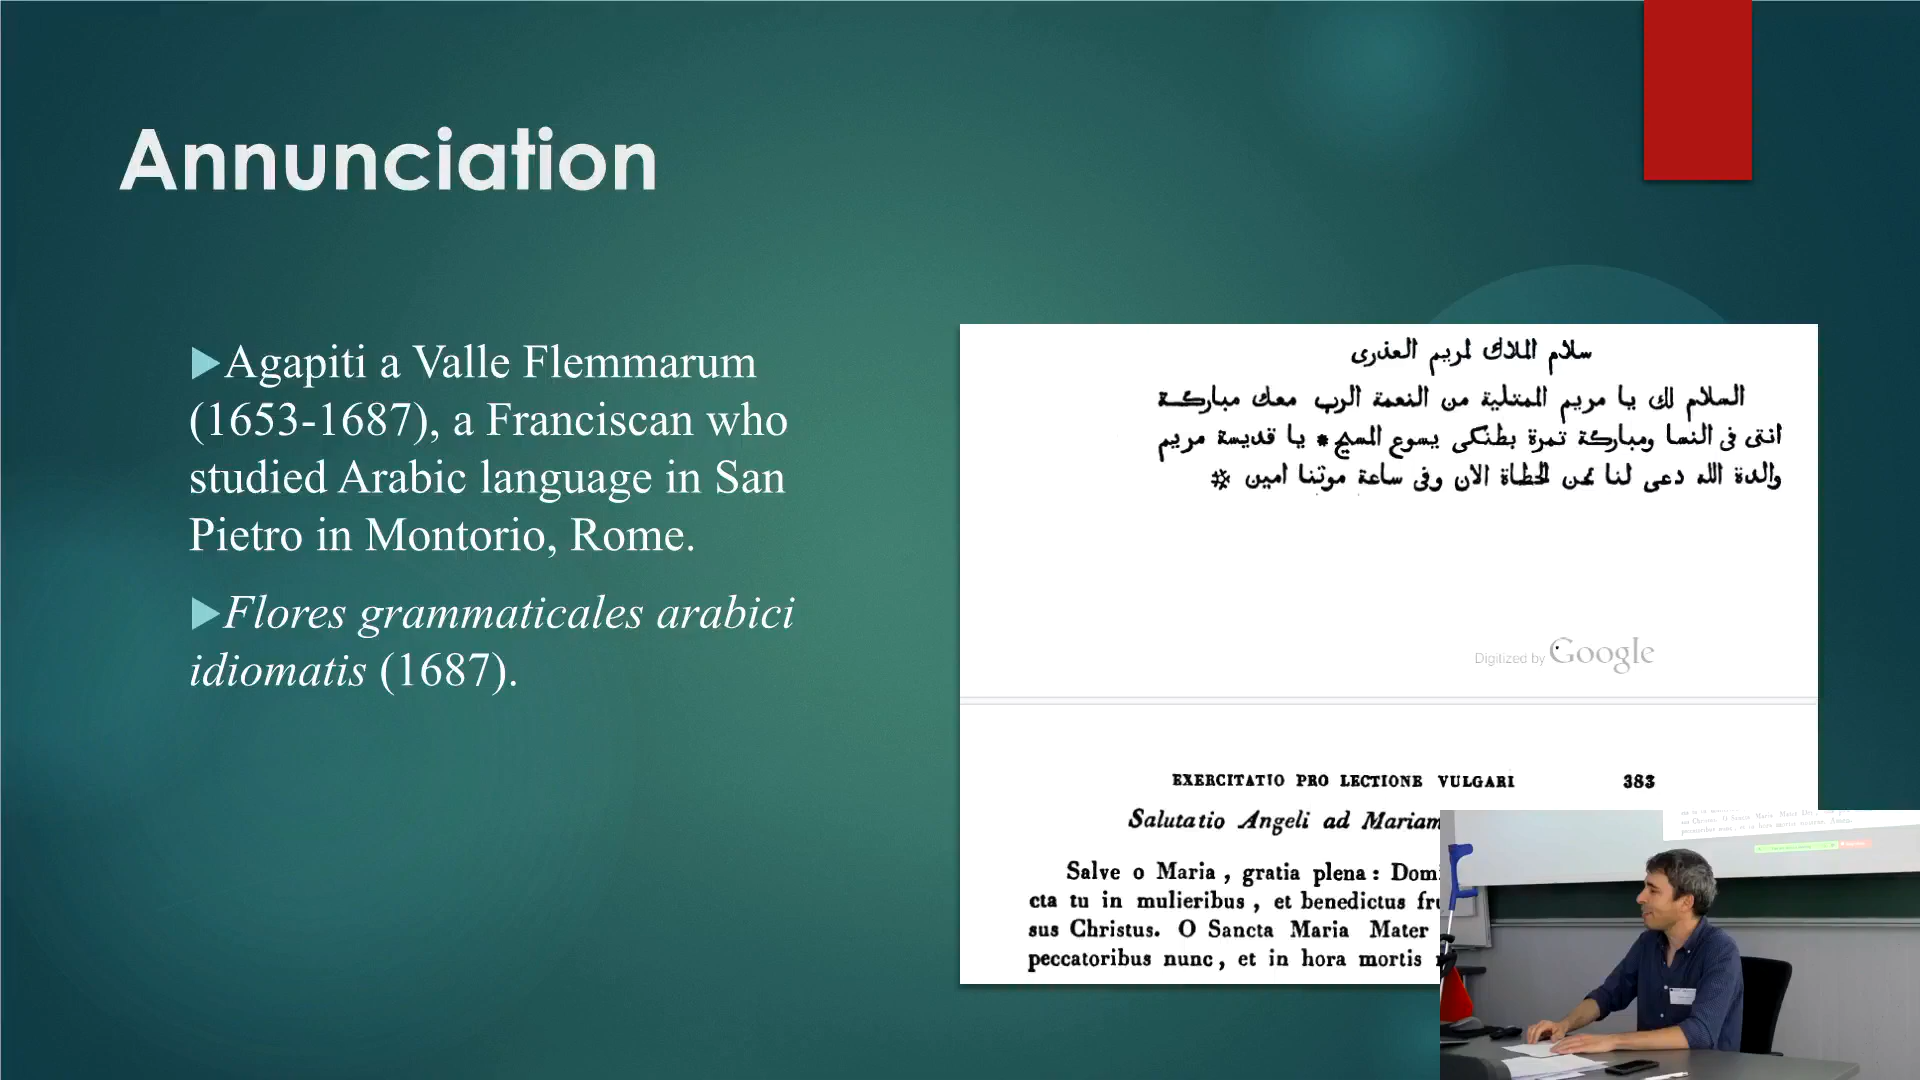 Annunciation
Agapiti a Valle Flemmarum
(1653-1687), a Franciscan who
studied Arabic language in San
Pietro in Montorio, Rome.
Flores grammaticales arabici
idiomatis (1687).
سلام الملاك لمريم العذرى
السلام لك يا مريم الممتلية من النعمة الرب معك مباركة
انتى فى النسا ومباركة تمرة بطنكى يسوع المسيح * يا قديسة مريم
والدة الله دعى لنا نحن الخطاة الان وفى ساعة موتنا امين
Digitized by Google
EXERCITATIO PRO LECTIONE VULGARI 383
Salutatio Angeli ad Mariam
Salve o Maria, gratia plena: Domi
cta tu in mulieribus, et benedictus fru
sus Christus. O Sancta Maria Mater
peccatoribus nunc, et in hora mortis